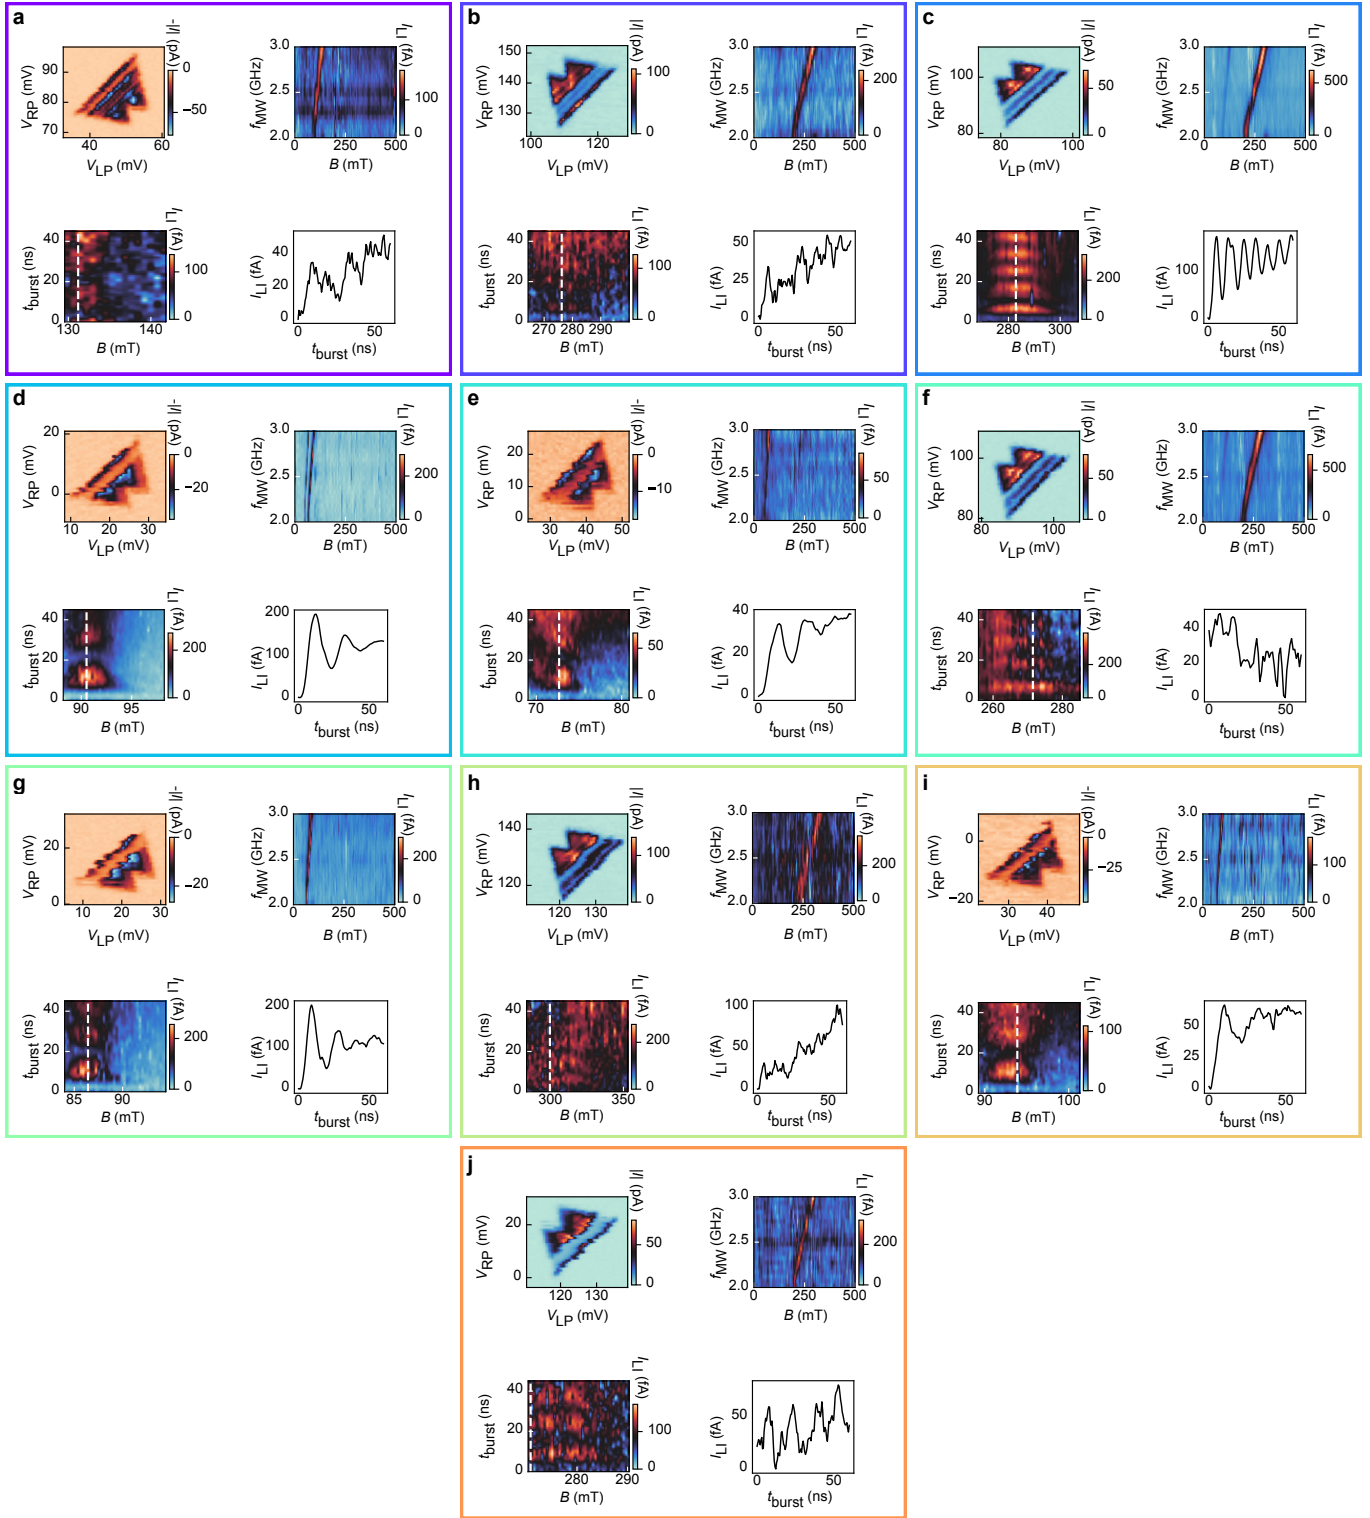 a
V_RP (mV)
90
80
70
40
60
V_LP (mV)
-|I| (pA)
0
−50
f_MW (GHz)
3.0
2.5
2.0
0
250
500
B (mT)
I_LI (fA)
100
0
t_burst (ns)
40
20
0
130
140
B (mT)
I_LI (fA)
100
0
I_LI (fA)
50
25
0
0
50
t_burst (ns)
b
V_RP (mV)
150
140
130
100
120
V_LP (mV)
|I| (pA)
100
0
f_MW (GHz)
3.0
2.5
2.0
0
250
500
B (mT)
I_LI (fA)
200
0
t_burst (ns)
40
20
0
270
280
290
B (mT)
I_LI (fA)
100
0
I_LI (fA)
50
25
0
0
50
t_burst (ns)
c
V_RP (mV)
100
80
80
100
V_LP (mV)
|I| (pA)
50
0
f_MW (GHz)
3.0
2.5
2.0
0
250
500
B (mT)
I_LI (fA)
500
0
t_burst (ns)
40
20
0
280
300
B (mT)
I_LI (fA)
200
0
I_LI (fA)
100
0
0
50
t_burst (ns)
d
V_RP (mV)
20
0
10
20
30
V_LP (mV)
-|I| (pA)
0
−20
f_MW (GHz)
3.0
2.5
2.0
0
250
500
B (mT)
I_LI (fA)
200
0
t_burst (ns)
40
20
0
90
95
B (mT)
I_LI (fA)
200
0
I_LI (fA)
200
100
0
0
50
t_burst (ns)
e
V_RP (mV)
20
10
0
30
40
50
V_LP (mV)
-|I| (pA)
0
−10
f_MW (GHz)
3.0
2.5
2.0
0
250
500
B (mT)
I_LI (fA)
50
0
t_burst (ns)
40
20
0
70
80
B (mT)
I_LI (fA)
50
0
I_LI (fA)
40
20
0
0
50
t_burst (ns)
f
V_RP (mV)
100
80
80
100
V_LP (mV)
|I| (pA)
50
0
f_MW (GHz)
3.0
2.5
2.0
0
250
500
B (mT)
I_LI (fA)
500
0
t_burst (ns)
40
20
0
260
280
B (mT)
I_LI (fA)
200
0
I_LI (fA)
40
20
0
0
50
t_burst (ns)
g
V_RP (mV)
20
0
10
20
30
V_LP (mV)
-|I| (pA)
0
−20
f_MW (GHz)
3.0
2.5
2.0
0
250
500
B (mT)
I_LI (fA)
200
0
t_burst (ns)
40
20
0
85
90
B (mT)
I_LI (fA)
200
0
I_LI (fA)
200
100
0
0
50
t_burst (ns)
h
V_RP (mV)
140
120
120
130
V_LP (mV)
|I| (pA)
100
0
f_MW (GHz)
3.0
2.5
2.0
0
250
500
B (mT)
I_LI (fA)
200
0
t_burst (ns)
40
20
0
300
350
B (mT)
I_LI (fA)
200
0
I_LI (fA)
100
50
0
0
50
t_burst (ns)
i
V_RP (mV)
0
−20
30
40
V_LP (mV)
-|I| (pA)
0
−25
f_MW (GHz)
3.0
2.5
2.0
0
250
500
B (mT)
I_LI (fA)
100
0
t_burst (ns)
40
20
0
90
100
B (mT)
I_LI (fA)
100
0
I_LI (fA)
50
25
0
0
50
t_burst (ns)
j
V_RP (mV)
20
0
120
130
V_LP (mV)
|I| (pA)
50
0
f_MW (GHz)
3.0
2.5
2.0
0
250
500
B (mT)
I_LI (fA)
200
0
t_burst (ns)
40
20
0
280
290
B (mT)
I_LI (fA)
100
0
I_LI (fA)
50
0
0
50
t_burst (ns)